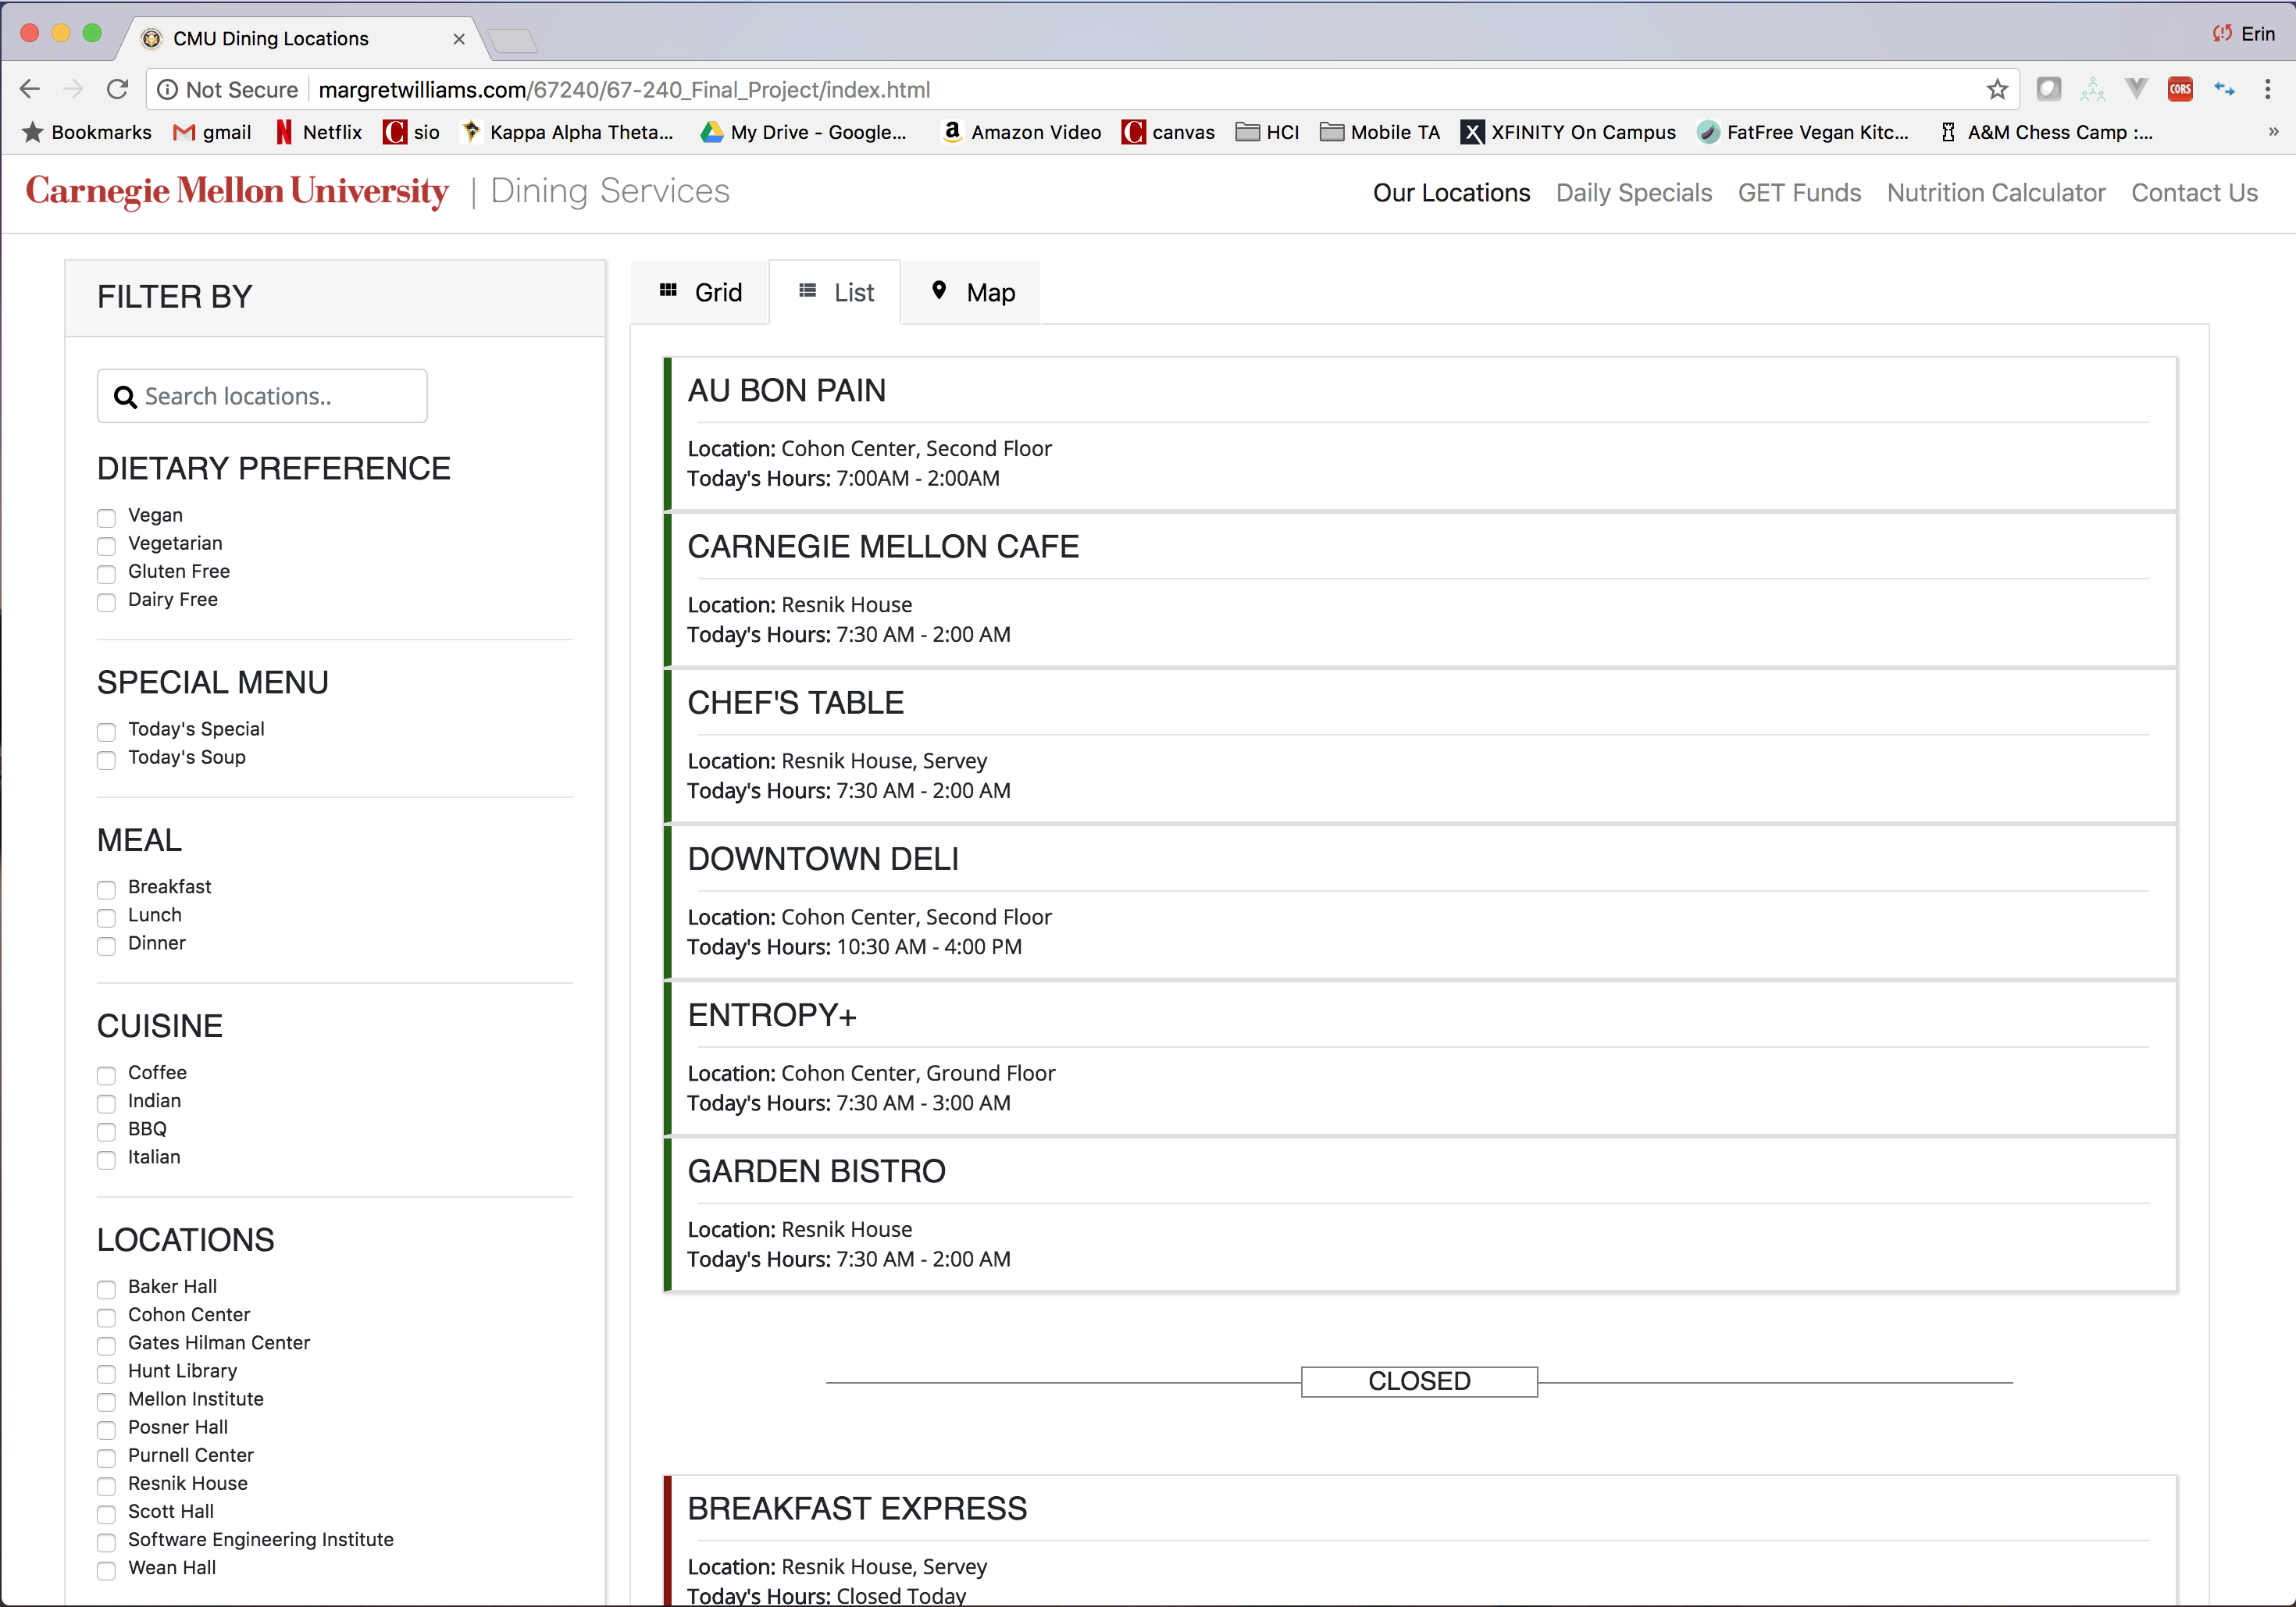 CMU Dining Locations
Erin
Not Secure margretwilliams.com/67240/67-240_Final_Project/index.html
CORS
Bookmarks gmail Netflix sio Kappa Alpha Theta... My Drive - Google... Amazon Video canvas HCI Mobile TA XFINITY On Campus FatFree Vegan Kitc... A&M Chess Camp :... »
Carnegie Mellon University | Dining Services
Our Locations Daily Specials GET Funds Nutrition Calculator Contact Us
FILTER BY
Search locations..
DIETARY PREFERENCE
Vegan
Vegetarian
Gluten Free
Dairy Free
SPECIAL MENU
Today's Special
Today's Soup
MEAL
Breakfast
Lunch
Dinner
CUISINE
Coffee
Indian
BBQ
Italian
LOCATIONS
Baker Hall
Cohon Center
Gates Hilman Center
Hunt Library
Mellon Institute
Posner Hall
Purnell Center
Resnik House
Scott Hall
Software Engineering Institute
Wean Hall
Grid List Map
AU BON PAIN
Location: Cohon Center, Second Floor
Today's Hours: 7:00AM - 2:00AM
CARNEGIE MELLON CAFE
Location: Resnik House
Today's Hours: 7:30 AM - 2:00 AM
CHEF'S TABLE
Location: Resnik House, Servey
Today's Hours: 7:30 AM - 2:00 AM
DOWNTOWN DELI
Location: Cohon Center, Second Floor
Today's Hours: 10:30 AM - 4:00 PM
ENTROPY+
Location: Cohon Center, Ground Floor
Today's Hours: 7:30 AM - 3:00 AM
GARDEN BISTRO
Location: Resnik House
Today's Hours: 7:30 AM - 2:00 AM
CLOSED
BREAKFAST EXPRESS
Location: Resnik House, Servey
Today's Hours: Closed Today